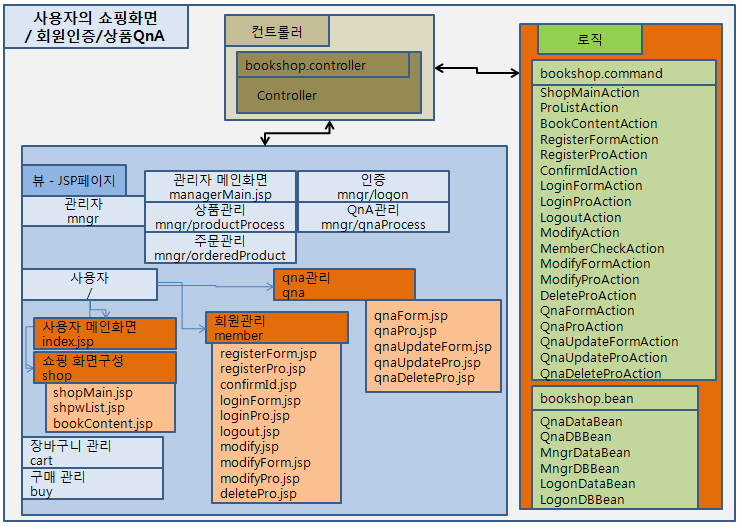 사용자의 쇼핑화면
/ 회원인증/상품QnA
컨트롤러
bookshop.controller
Controller
로직
bookshop.command
ShopMainAction
ProListAction
BookContentAction
RegisterFormAction
RegisterProAction
ConfirmIdAction
LoginFormAction
LoginProAction
LogoutAction
ModifyAction
MemberCheckAction
ModifyFormAction
ModifyProAction
DeleteProAction
QnaFormAction
QnaProAction
QnaUpdateFormAction
QnaUpdateProAction
QnaDeleteProAction
bookshop.bean
QnaDataBean
QnaDBBean
MngrDataBean
MngrDBBean
LogonDataBean
LogonDBBean
뷰 - JSP페이지
관리자
mngr
관리자 메인화면
managerMain.jsp
인증
mngr/logon
상품관리
mngr/productProcess
QnA관리
mngr/qnaProcess
주문관리
mngr/orderedProduct
사용자
/
qna관리
qna
qnaForm.jsp
qnaPro.jsp
qnaUpdateForm.jsp
qnaUpdatePro.jsp
qnaDeletePro.jsp
사용자 메인화면
index.jsp
쇼핑 화면구성
shop
shopMain.jsp
shpwList.jsp
bookContent.jsp
회원관리
member
registerForm.jsp
registerPro.jsp
confirmId.jsp
loginForm.jsp
loginPro.jsp
logout.jsp
modify.jsp
modifyForm.jsp
modifyPro.jsp
deletePro.jsp
장바구니 관리
cart
구매 관리
buy